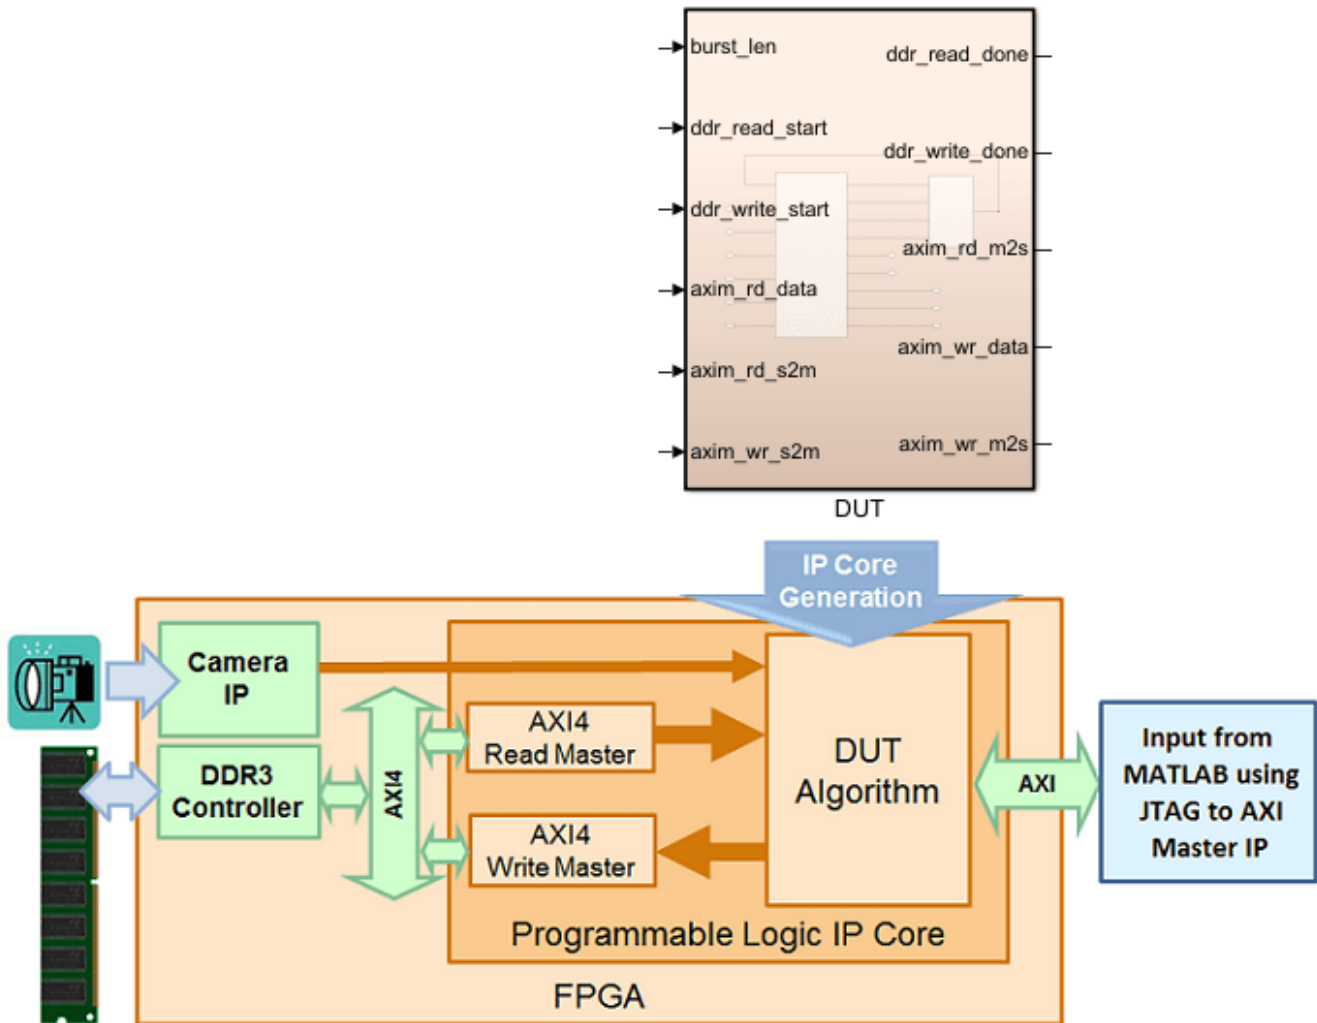 burst_len
ddr_read_done
ddr_read_start
ddr_write_done
ddr_write_start
axim_rd_m2s
axim_rd_data
axim_wr_data
axim_rd_s2m
axim_wr_m2s
axim_wr_s2m
DUT
IP Core
Generation
Camera
IP
AXI4
Read Master
DDR3
Controller
AXI4
DUT
Algorithm
AXI
Input from
MATLAB using
JTAG to AXI
Master IP
AXI4
Write Master
Programmable Logic IP Core
FPGA